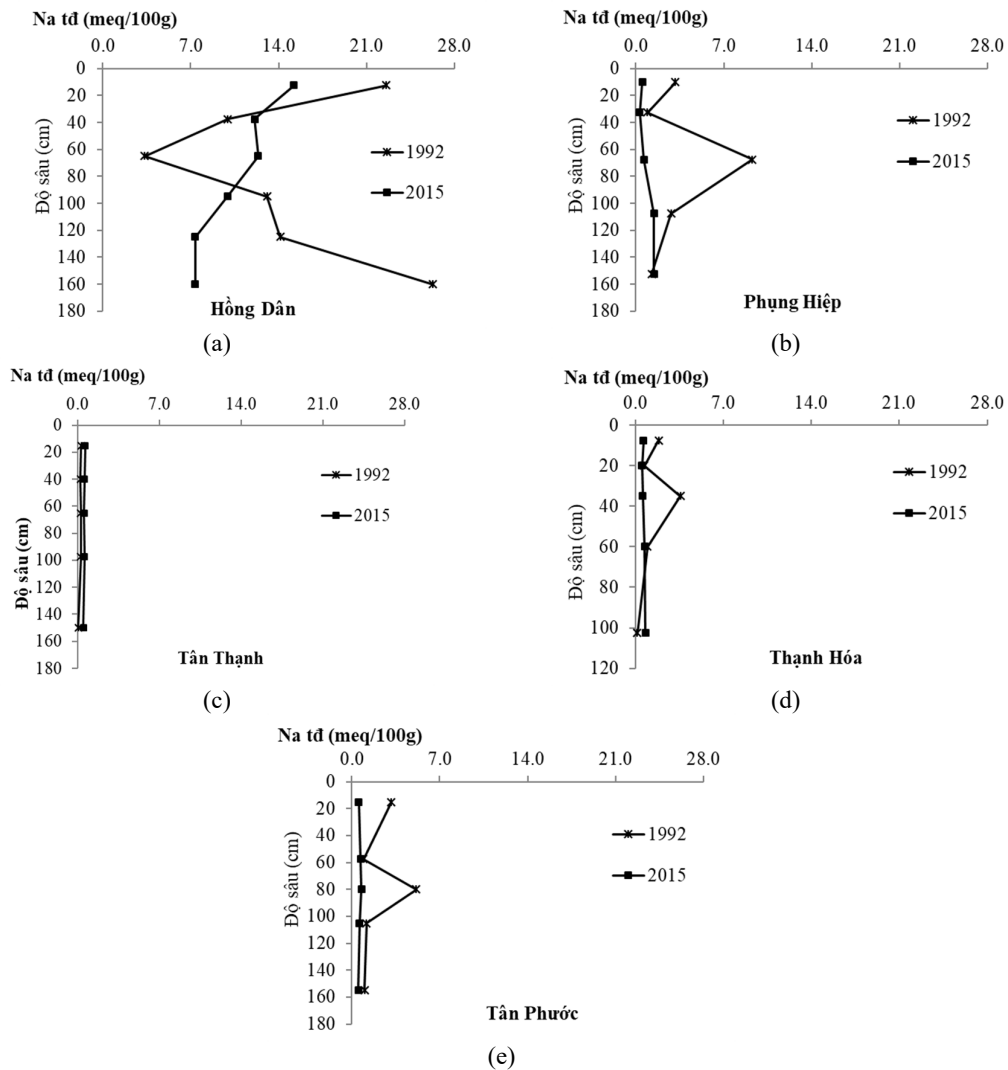 Na tđ (meq/100g)
0.0 7.0 14.0 21.0 28.0
0
20
40
60
80
100
120
140
160
180
Độ sâu (cm)
1992
2015
Hồng Dân
(a)
Na tđ (meq/100g)
0.0 7.0 14.0 21.0 28.0
0
20
40
60
80
100
120
140
160
180
Độ sâu (cm)
1992
2015
Phụng Hiệp
(b)
Na tđ (meq/100g)
0.0 7.0 14.0 21.0 28.0
0
20
40
60
80
100
120
140
160
180
Độ sâu (cm)
1992
2015
Tân Thạnh
(c)
Na tđ (meq/100g)
0.0 7.0 14.0 21.0 28.0
0
20
40
60
80
100
120
Độ sâu (cm)
1992
2015
Thạnh Hóa
(d)
Na tđ (meq/100g)
0.0 7.0 14.0 21.0 28.0
0
20
40
60
80
100
120
140
160
180
Độ sâu (cm)
1992
2015
Tân Phước
(e)